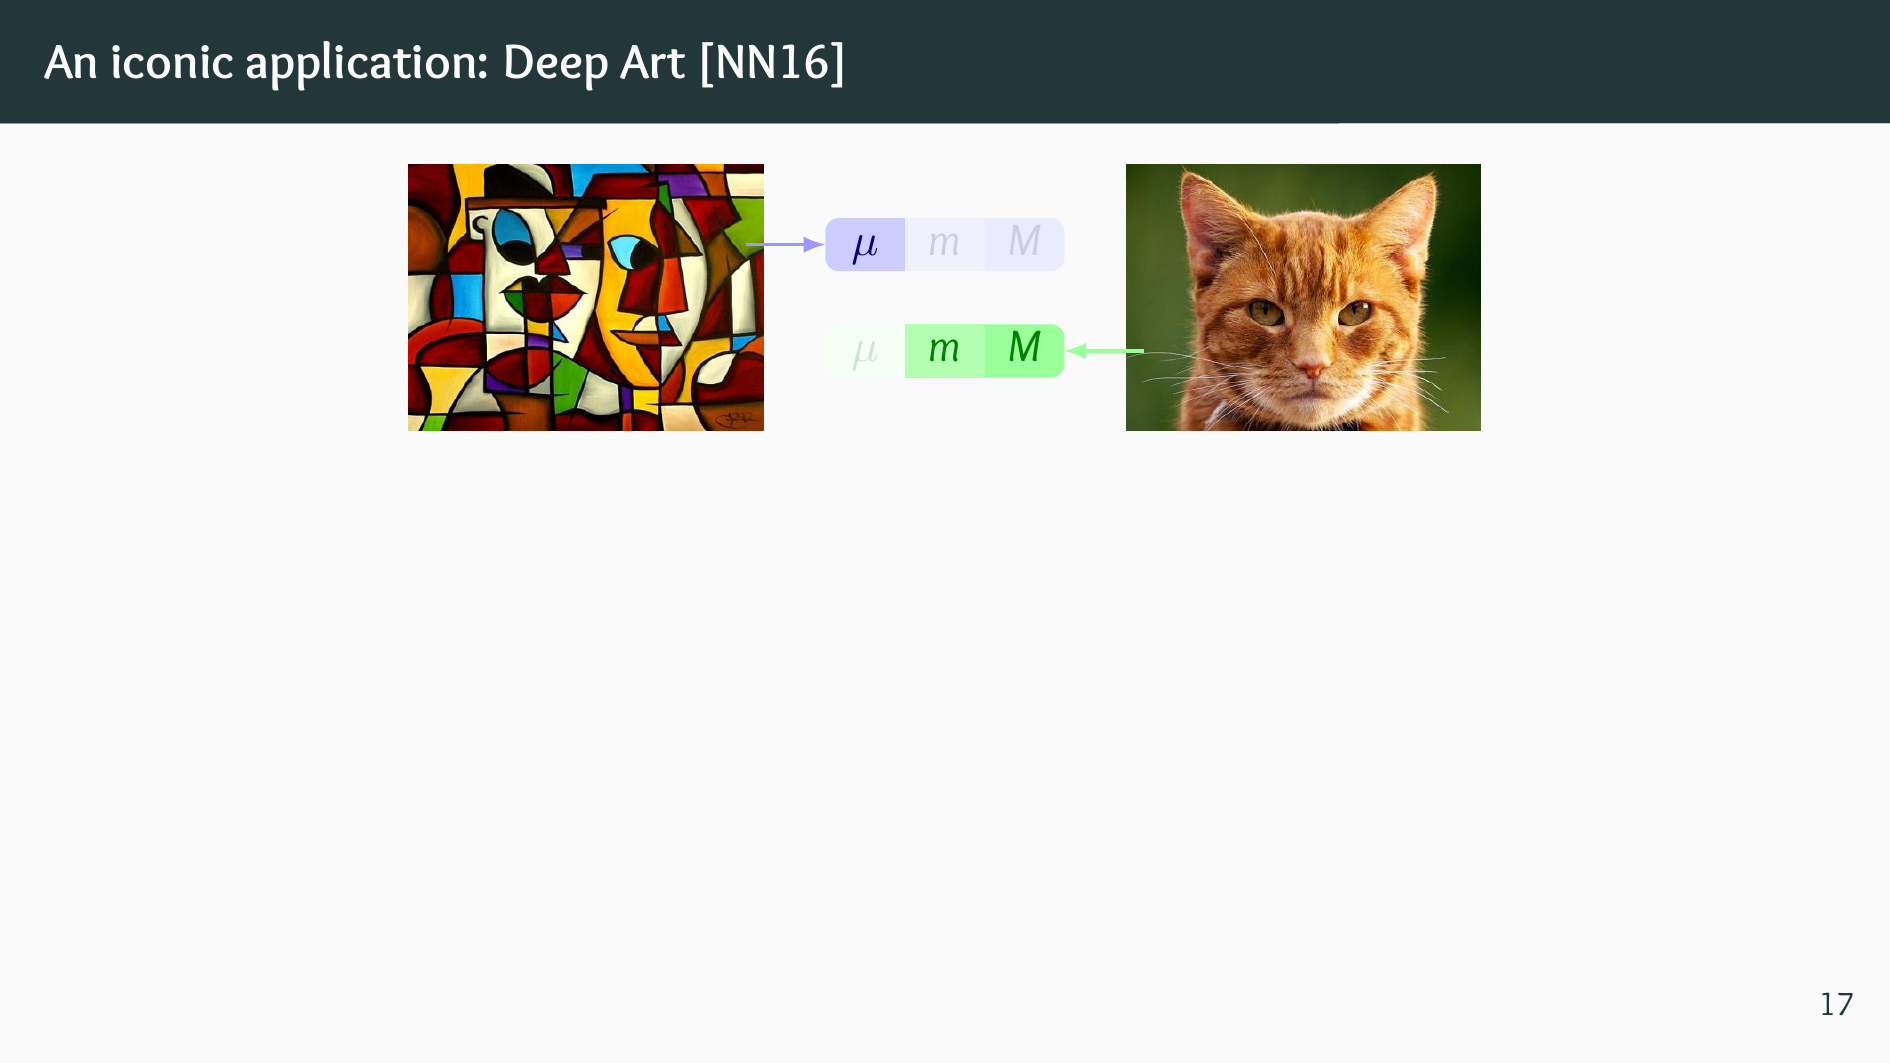 An iconic application: Deep Art [NN16]
μ m M
μ m M
17